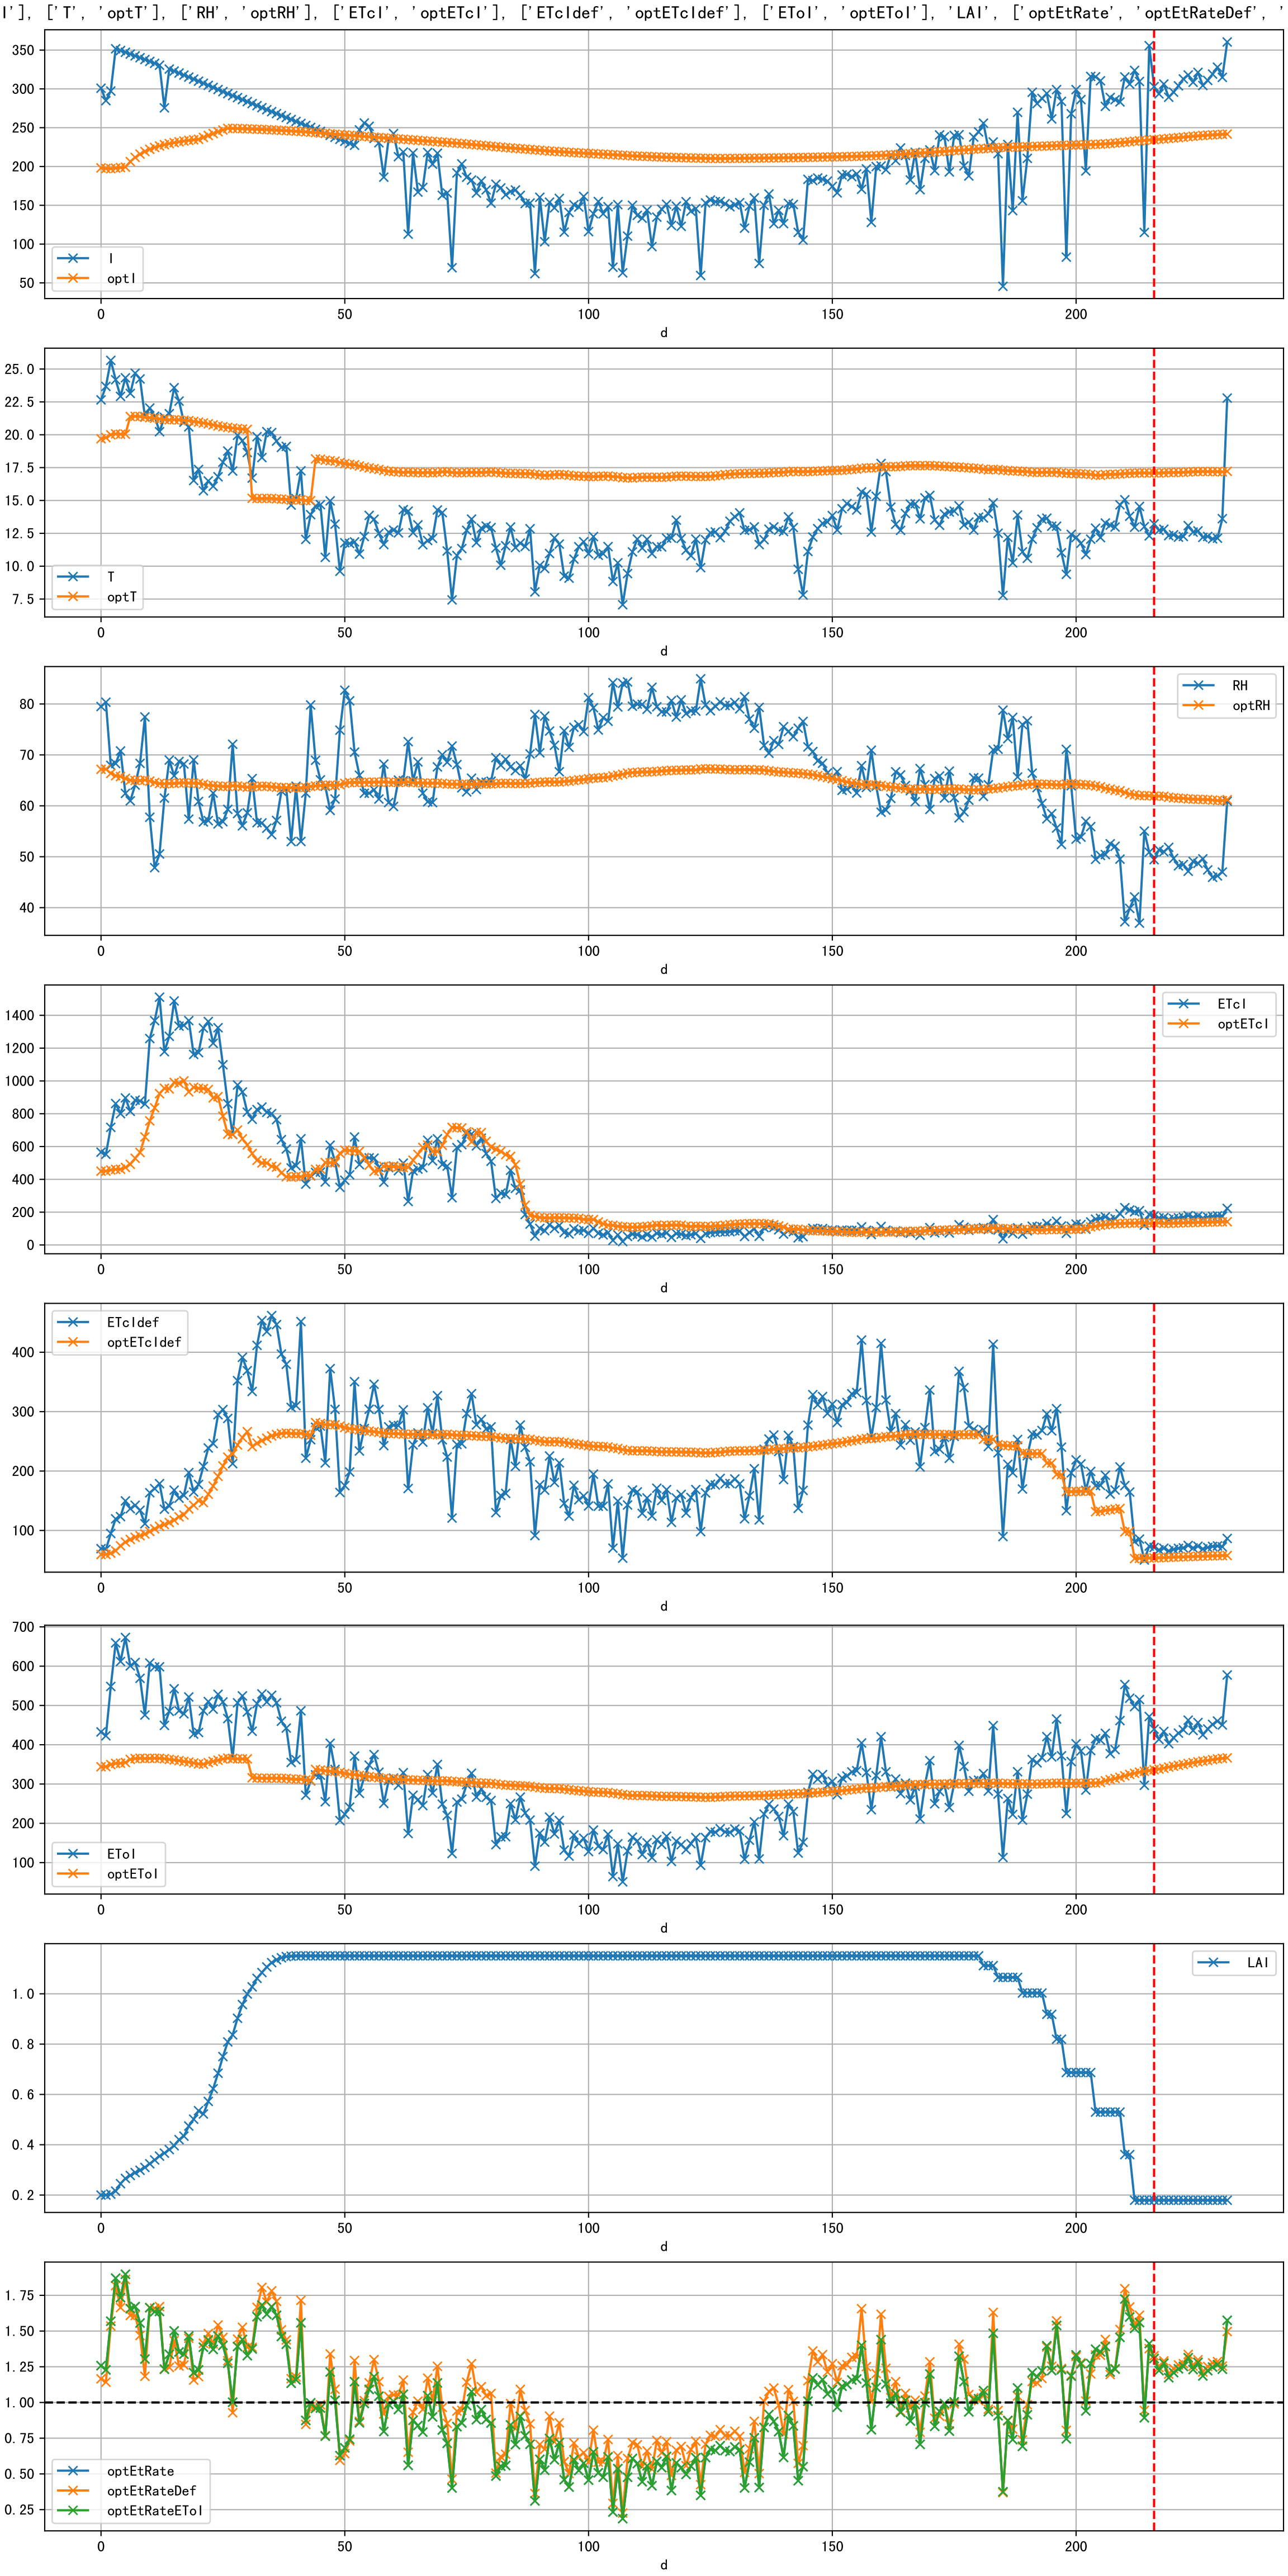 I'], ['T', 'optT'], ['RH', 'optRH'], ['ETcI', 'optETcI'], ['ETcIdef', 'optETcIdef'], ['EToI', 'optEToI'], 'LAI', ['optEtRate', 'optEtRateDef', '
350
300
250
200
150
100
50
I
optI
0 50 100 150 200
d
25.0
22.5
20.0
17.5
15.0
12.5
10.0
7.5
T
optT
0 50 100 150 200
d
80
70
60
50
40
RH
optRH
0 50 100 150 200
d
1400
1200
1000
800
600
400
200
0
ETcI
optETcI
0 50 100 150 200
d
400
300
200
100
ETcIdef
optETcIdef
0 50 100 150 200
d
700
600
500
400
300
200
100
EToI
optEToI
0 50 100 150 200
d
1.0
0.8
0.6
0.4
0.2
LAI
0 50 100 150 200
d
1.75
1.50
1.25
1.00
0.75
0.50
0.25
optEtRate
optEtRateDef
optEtRateEToI
0 50 100 150 200
d